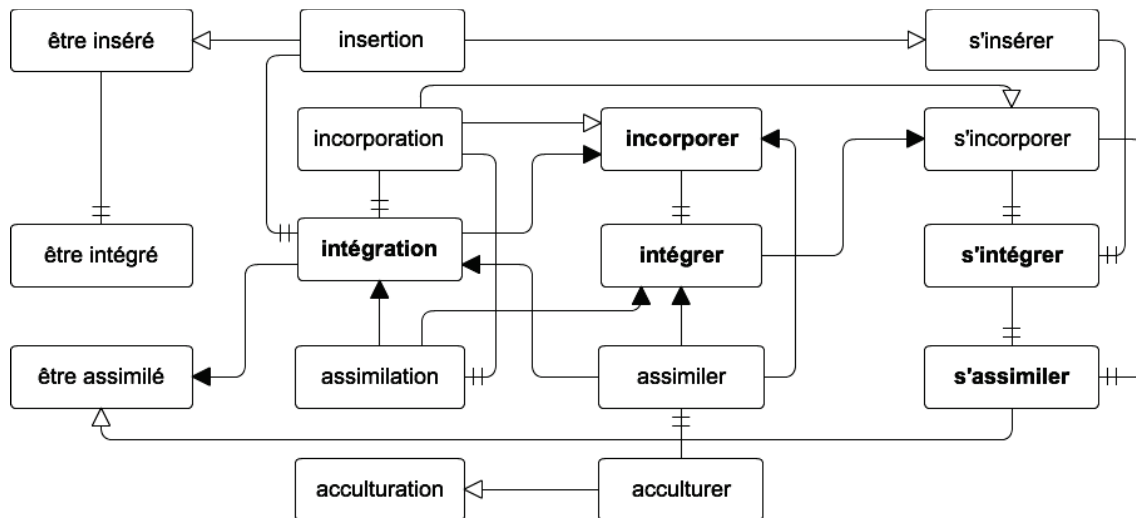 être inséré
insertion
s'insérer
incorporation
incorporer
s'incorporer
être intégré
intégration
intégrer
s'intégrer
être assimilé
assimilation
assimiler
s'assimiler
acculturation
acculturer